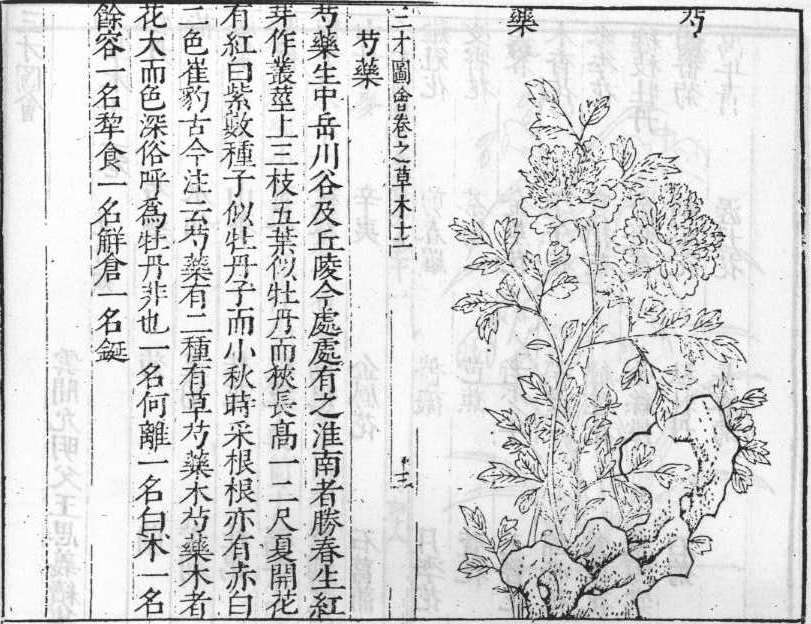 芍藥
三才圖會卷之草木十二
芍藥
芍藥生中岳川谷及丘陵今處處有之淮南者勝春生紅
芽作叢莖上三枝五葉似牡丹而狹長高一二尺夏開花
有紅白紫數種子似牡丹子而小秋時采根根亦有赤白
二色崔豹古今注云芍藥有二種有草芍藥木芍藥木者
花大而色深俗呼爲牡丹非也一名何離一名白木一名
餘容一名犂食一名解倉一名鋋